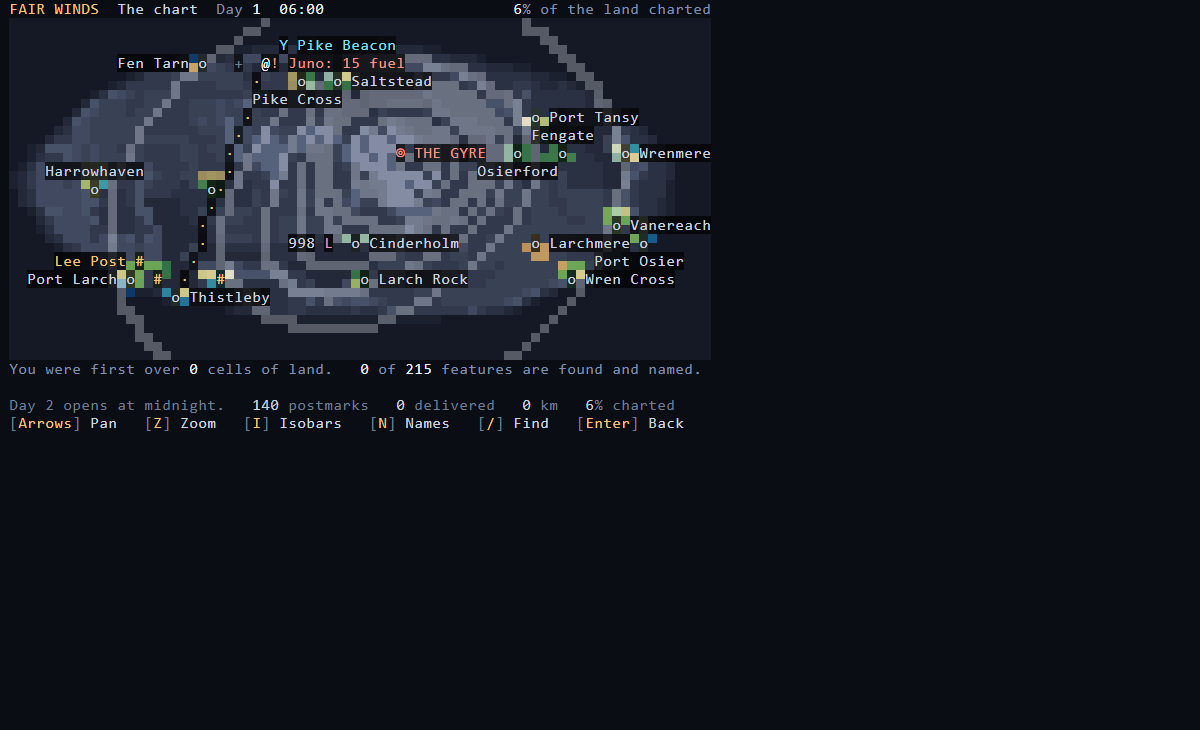 FAIR WINDS  The chart  Day 1  06:00  6% of the land charted
Y Pike Beacon
Fen Tarn o + @! Juno: 15 fuel
o o Saltstead
Pike Cross
o Port Tansy
Fengate
◎ THE GYRE o o o Wrenmere
Harrowhaven Osierford
o o
o Vanereach
998 L o Cinderholm o Larchmere o
Lee Post # Port Osier
Port Larch o # # o Larch Rock o Wren Cross
o Thistleby
You were first over 0 cells of land.  0 of 215 features are found and named.
Day 2 opens at midnight.  140 postmarks  0 delivered  0 km  6% charted
[Arrows] Pan  [Z] Zoom  [I] Isobars  [N] Names  [/] Find  [Enter] Back